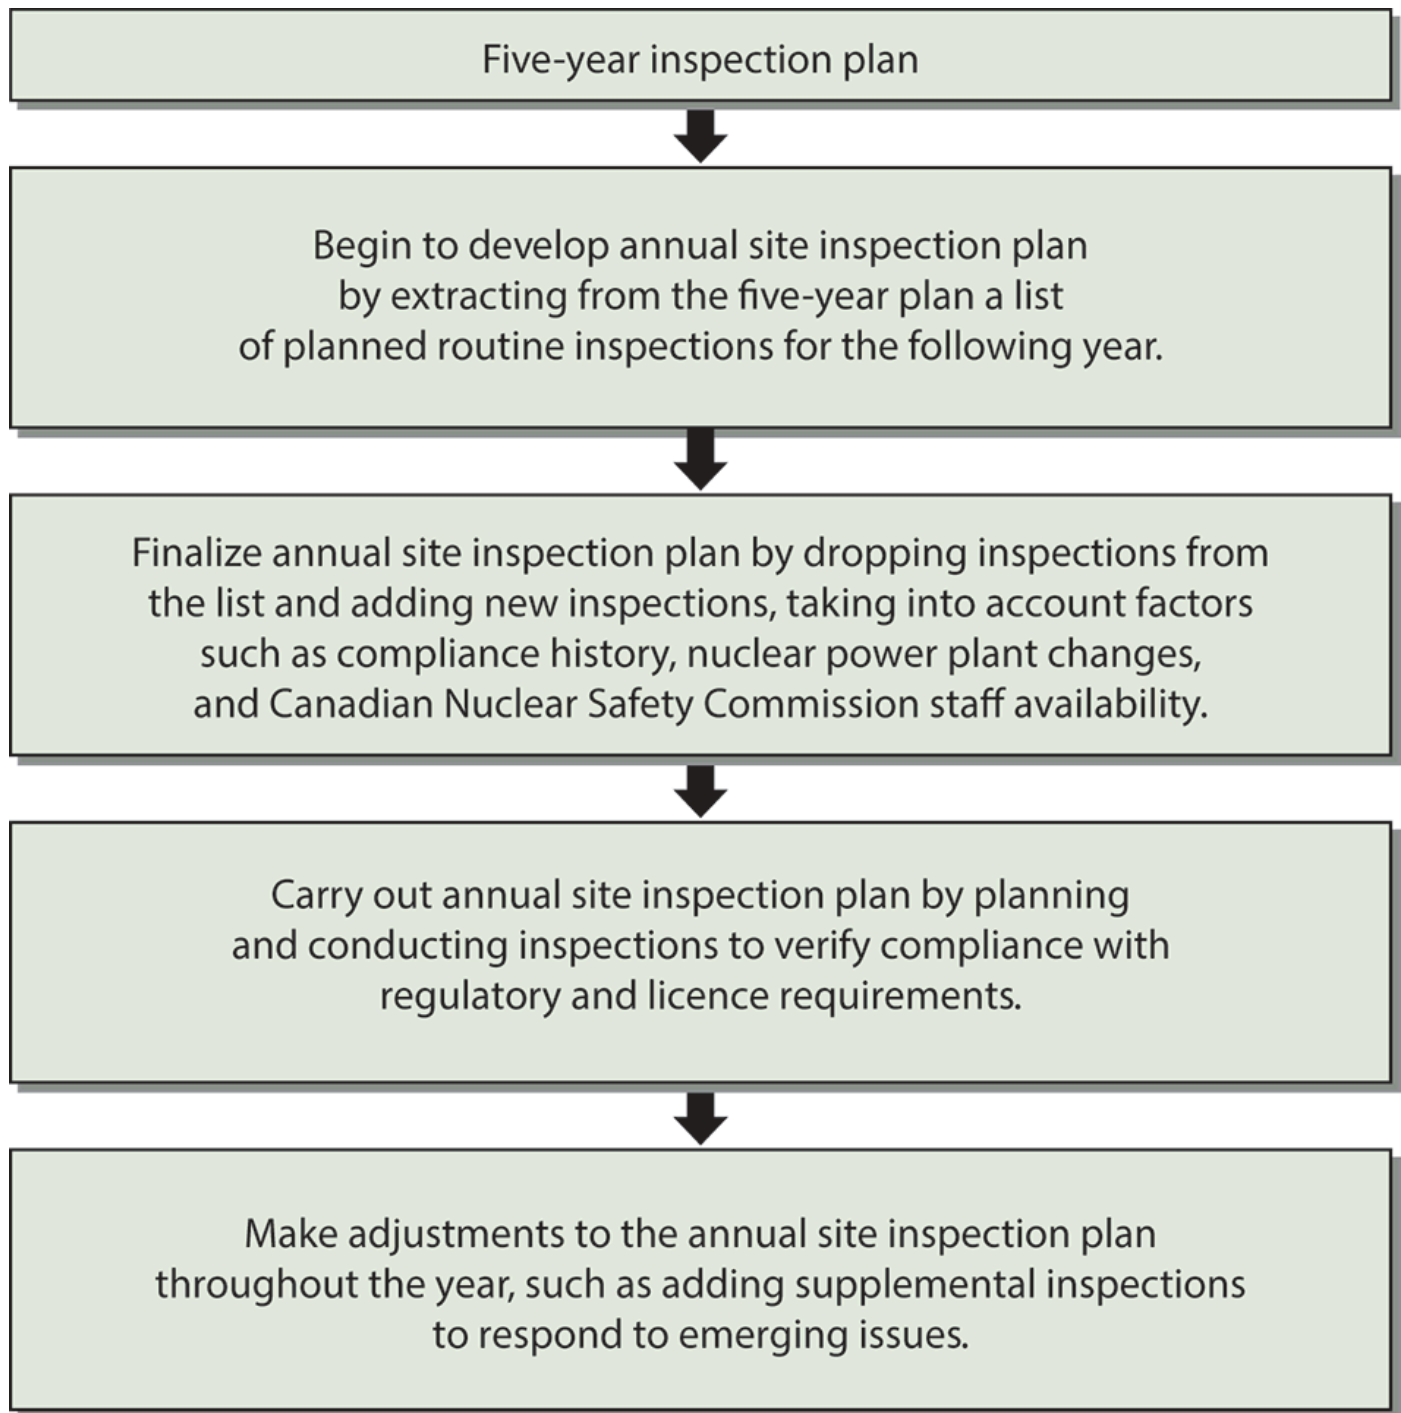 Five-year inspection plan
Begin to develop annual site inspection plan
by extracting from the five-year plan a list
of planned routine inspections for the following year.
Finalize annual site inspection plan by dropping inspections from
the list and adding new inspections, taking into account factors
such as compliance history, nuclear power plant changes,
and Canadian Nuclear Safety Commission staff availability.
Carry out annual site inspection plan by planning
and conducting inspections to verify compliance with
regulatory and licence requirements.
Make adjustments to the annual site inspection plan
throughout the year, such as adding supplemental inspections
to respond to emerging issues.